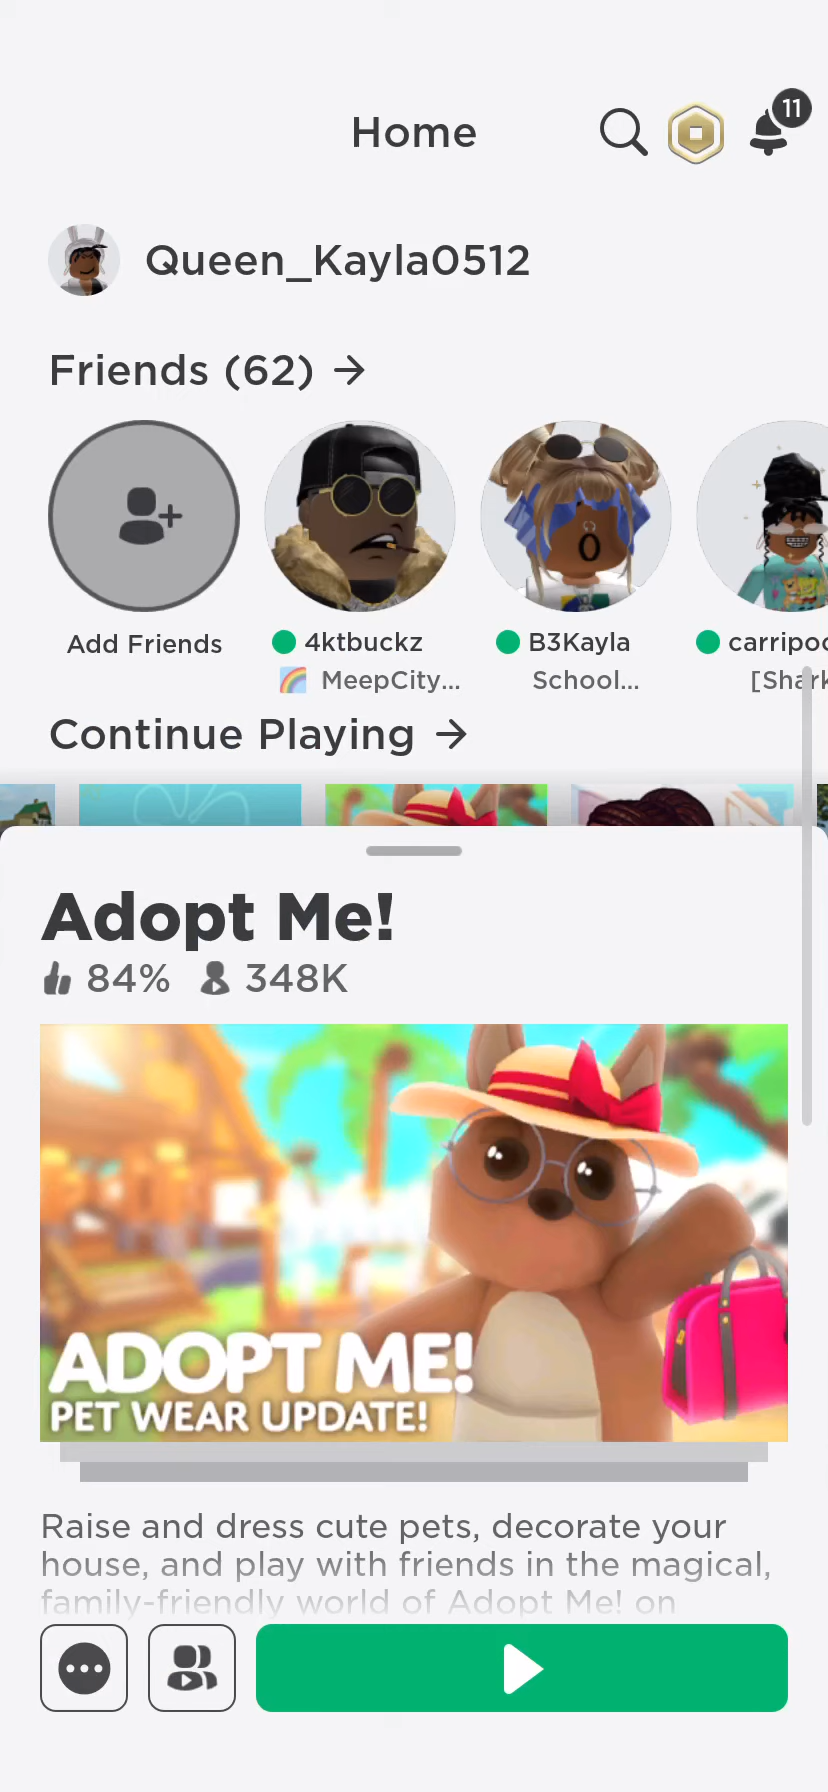 Home
11
Queen_Kayla0512
Friends (62)
Add Friends
4ktbuckz
B3Kayla
carripoo
MeepCity...
School...
[Shark
Continue Playing
Adopt Me!
84% 348K
ADOPT ME!
PET WEAR UPDATE!
Raise and dress cute pets, decorate your
house, and play with friends in the magical,
family-friendly world of Adopt Me! on